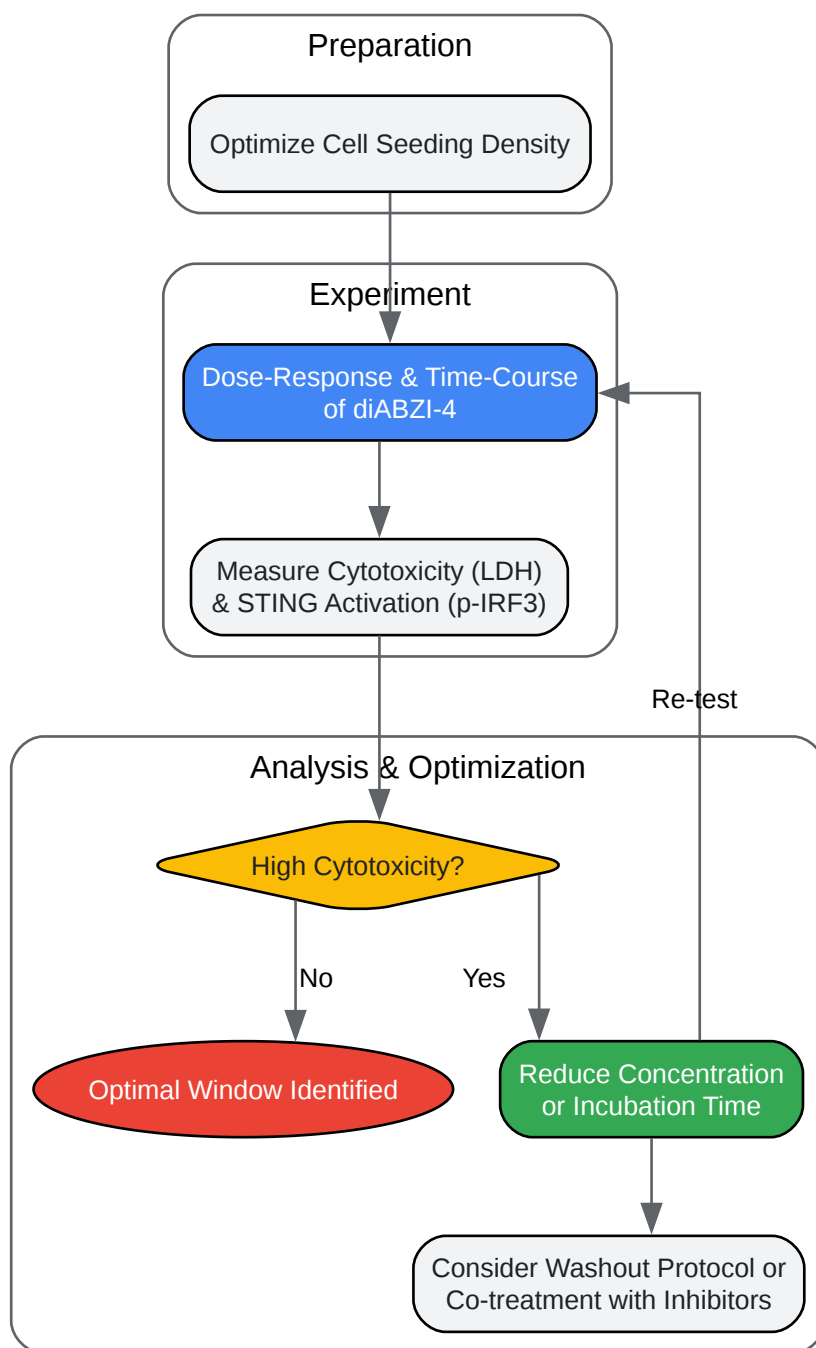 Preparation
Optimize Cell Seeding Density
Experiment
Dose-Response & Time-Course
of diABZI-4
Measure Cytotoxicity (LDH)
& STING Activation (p-IRF3)
Re-test
Analysis & Optimization
High Cytotoxicity?
No
Yes
Optimal Window Identified
Reduce Concentration
or Incubation Time
Consider Washout Protocol or
Co-treatment with Inhibitors